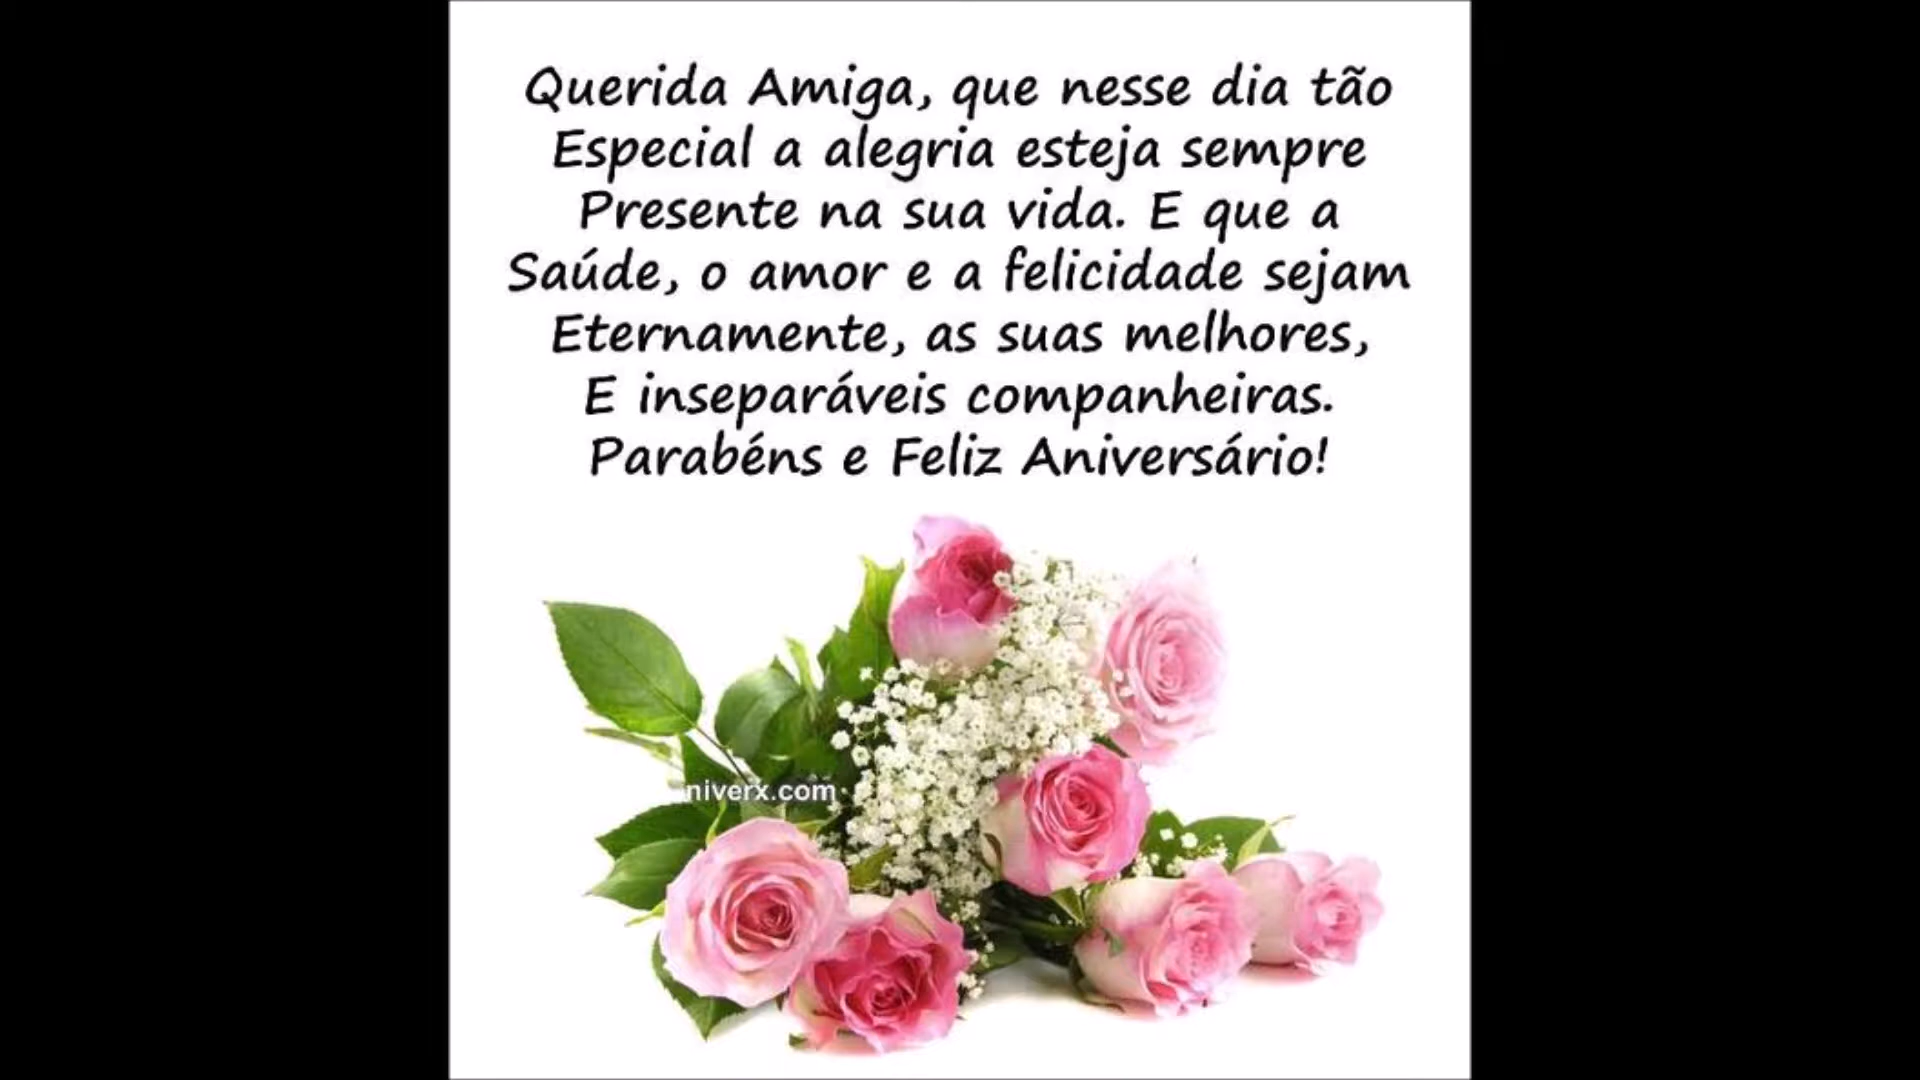 Querida Amiga, que nesse dia tão
Especial a alegria esteja sempre
Presente na sua vida. E que a
Saúde, o amor e a felicidade sejam
Eternamente, as suas melhores,
E inseparáveis companheiras.
Parabéns e Feliz Aniversário!
niverx.com